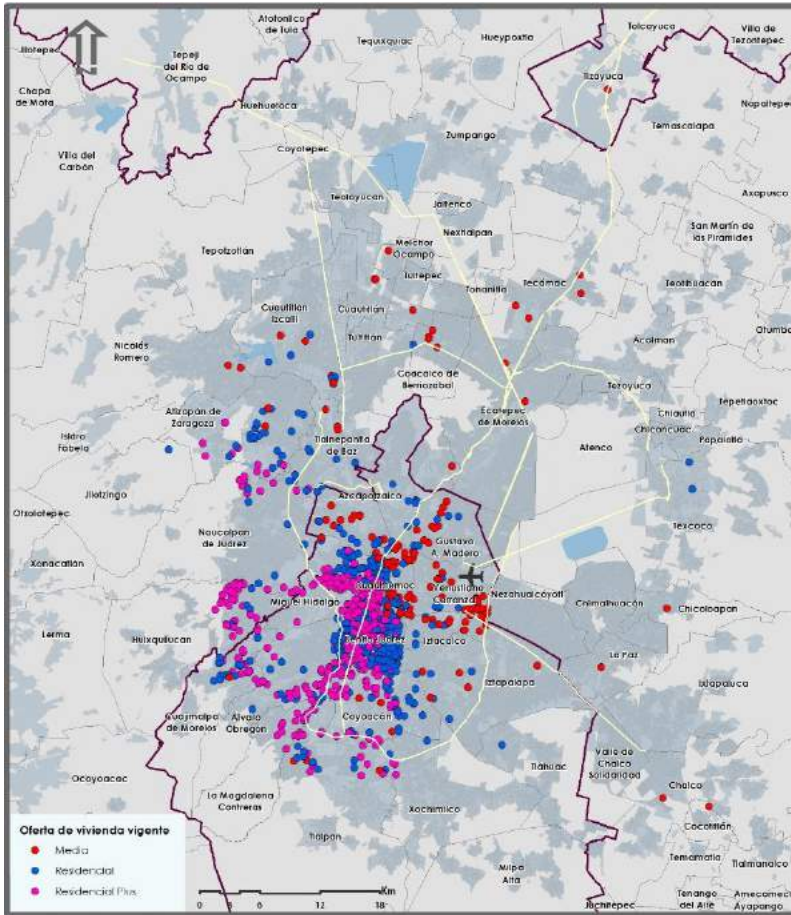 Jilotepec
Chapa
de Mota
Tepeji
del Río de
Ocampo
Atotonilco
de Tula
Tequixquiac
Hueypoxtla
Tolcayuca
Villa de
Tezontepec
Tizayuca
Huehuetoca
Villa del
Carbón
Coyotepec
Zumpango
Temascalapa
Nopaltepec
Axapusco
Teoloyucan
Jaltenco
Nextlalpan
San Martín de
las Pirámides
Tepotzotlán
Melchor
Ocampo
Tultepec
Tonanitla
Tecámac
Teotihuacan
Cuautitlán
Izcalli
Cuautitlán
Tultitlán
Otumba
Nicolás
Romero
Acolman
Coacalco de
Berriozabal
Tezoyuca
Tepetlaoxtoc
Atizapán de
Zaragoza
Ecatepec
de Morelos
Chiautla
Chiconcuac
Papalotla
Isidro
Fabela
Tlalnepantla
de Baz
Atenco
Jilotzingo
Azcapotzalco
Otzolotepec
Texcoco
Naucalpan
de Juárez
Gustavo
A. Madero
Xonacatlán
Cuauhtémoc
Venustiano
Carranza
Nezahualcóyotl
Miguel Hidalgo
Chimalhuacán
Chicoloapan
Lerma
Huixquilucan
Benito Juárez
Iztacalco
La Paz
Iztapalapa
Ixtapaluca
Cuajimalpa
de Morelos
Álvaro
Obregón
Coyoacán
Ocoyoacac
Tláhuac
Valle de
Chalco
Solidaridad
Chalco
La Magdalena
Contreras
Xochimilco
Cocotitlán
Tlalpan
Temamatla
Tlalmanalco
Milpa
Alta
Juchitepec
Tenango
del Aire
Amecameca
Ayapango
Oferta de vivienda vigente
Media
Residencial
Residencial Plus
0 3 6 12 18 Km